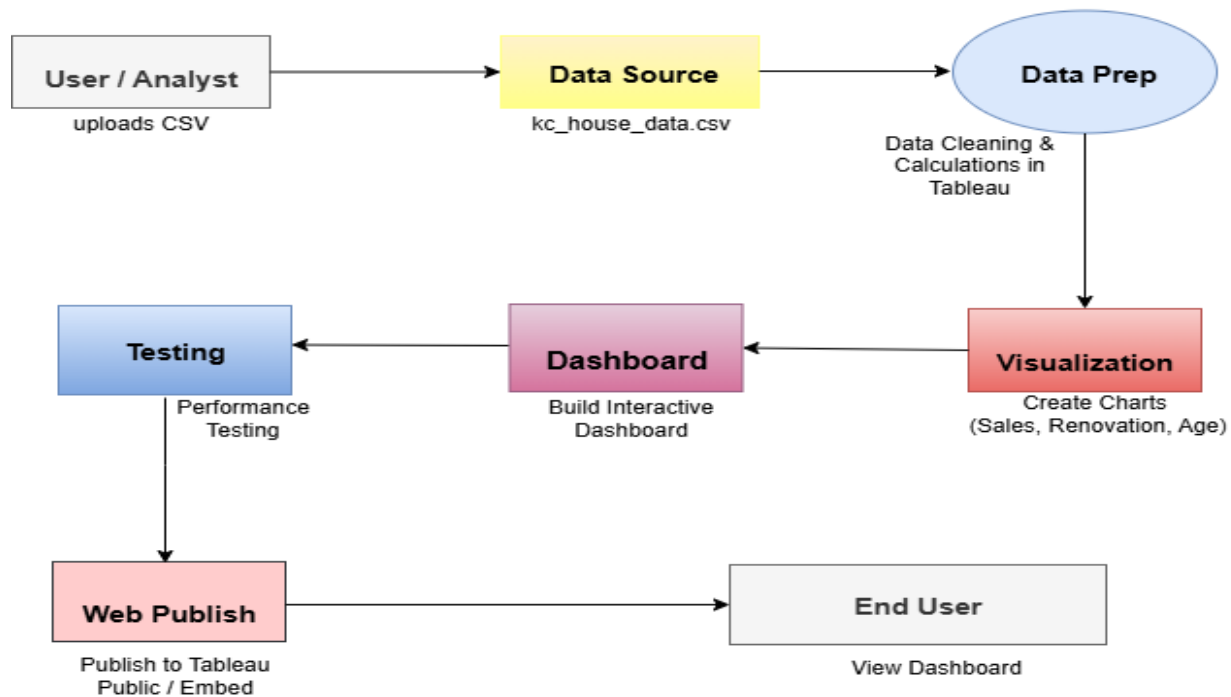 User / Analyst
uploads CSV
Data Source
kc_house_data.csv
Data Prep
Data Cleaning &
Calculations in
Tableau
Visualization
Create Charts
(Sales, Renovation, Age)
Dashboard
Build Interactive
Dashboard
Testing
Performance
Testing
Web Publish
Publish to Tableau
Public / Embed
End User
View Dashboard